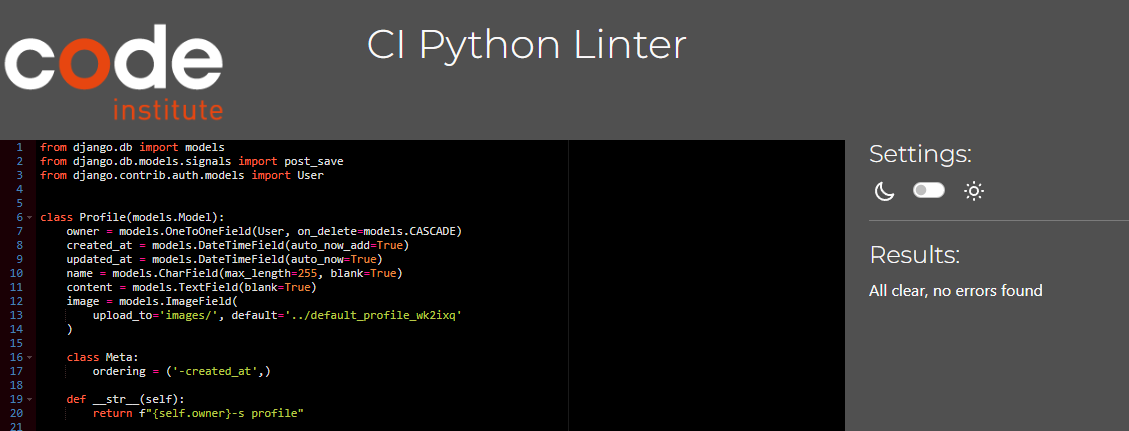 code
institute
CI Python Linter
1 from django.db import models
2 from django.db.models.signals import post_save
3 from django.contrib.auth.models import User
4
5
6 class Profile(models.Model):
7 owner = models.OneToOneField(User, on_delete=models.CASCADE)
8 created_at = models.DateTimeField(auto_now_add=True)
9 updated_at = models.DateTimeField(auto_now=True)
10 name = models.CharField(max_length=255, blank=True)
11 content = models.TextField(blank=True)
12 image = models.ImageField(
13 upload_to='images/', default='../default_profile_wk2ixq'
14 )
15
16 class Meta:
17 ordering = ('-created_at',)
18
19 def __str__(self):
20 return f"{self.owner}-s profile"
21
Settings:
Results:
All clear, no errors found